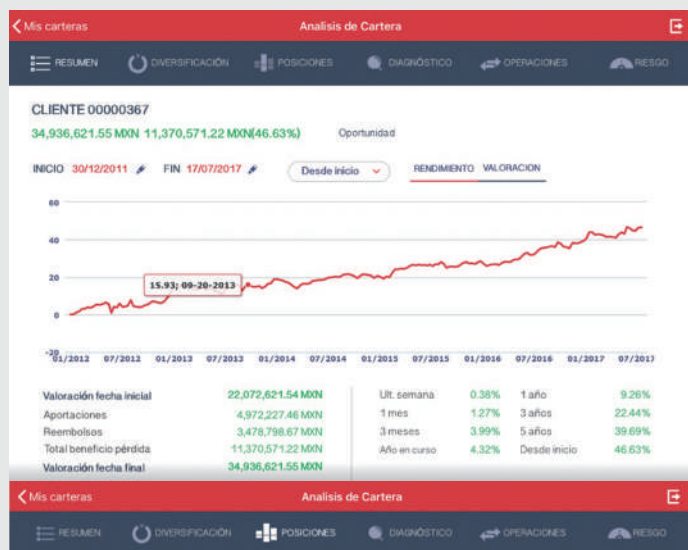 Mis carteras
Analisis de Cartera
RESUMEN DIVERSIFICACIÓN POSICIONES DIAGNÓSTICO OPERACIONES RIESGO
CLIENTE 00000367
34,936,621.55 MXN 11,370,571.22 MXN(46.63%) Oportunidad
INICIO 30/12/2011 FIN 17/07/2017 Desde inicio RENDIMIENTO VALORACION
60
40
20
15.93; 09-20-2013
0
-20
01/2012 07/2012 01/2013 07/2013 01/2014 07/2014 01/2015 07/2015 01/2016 07/2016 01/2017 07/2017
Valoración fecha inicial 22,072,621.54 MXN Ult. semana 0.38% 1 año 9.26%
Aportaciones 4,972,227.46 MXN 1 mes 1.27% 3 años 22.44%
Reembolsos 3,478,798.67 MXN 3 meses 3.99% 5 años 39.69%
Total beneficio pérdida 11,370,571.22 MXN Año en curso 4.32% Desde inicio 46.63%
Valoración fecha final 34,936,621.55 MXN
Mis carteras
Analisis de Cartera
RESUMEN DIVERSIFICACIÓN POSICIONES DIAGNÓSTICO OPERACIONES RIESGO